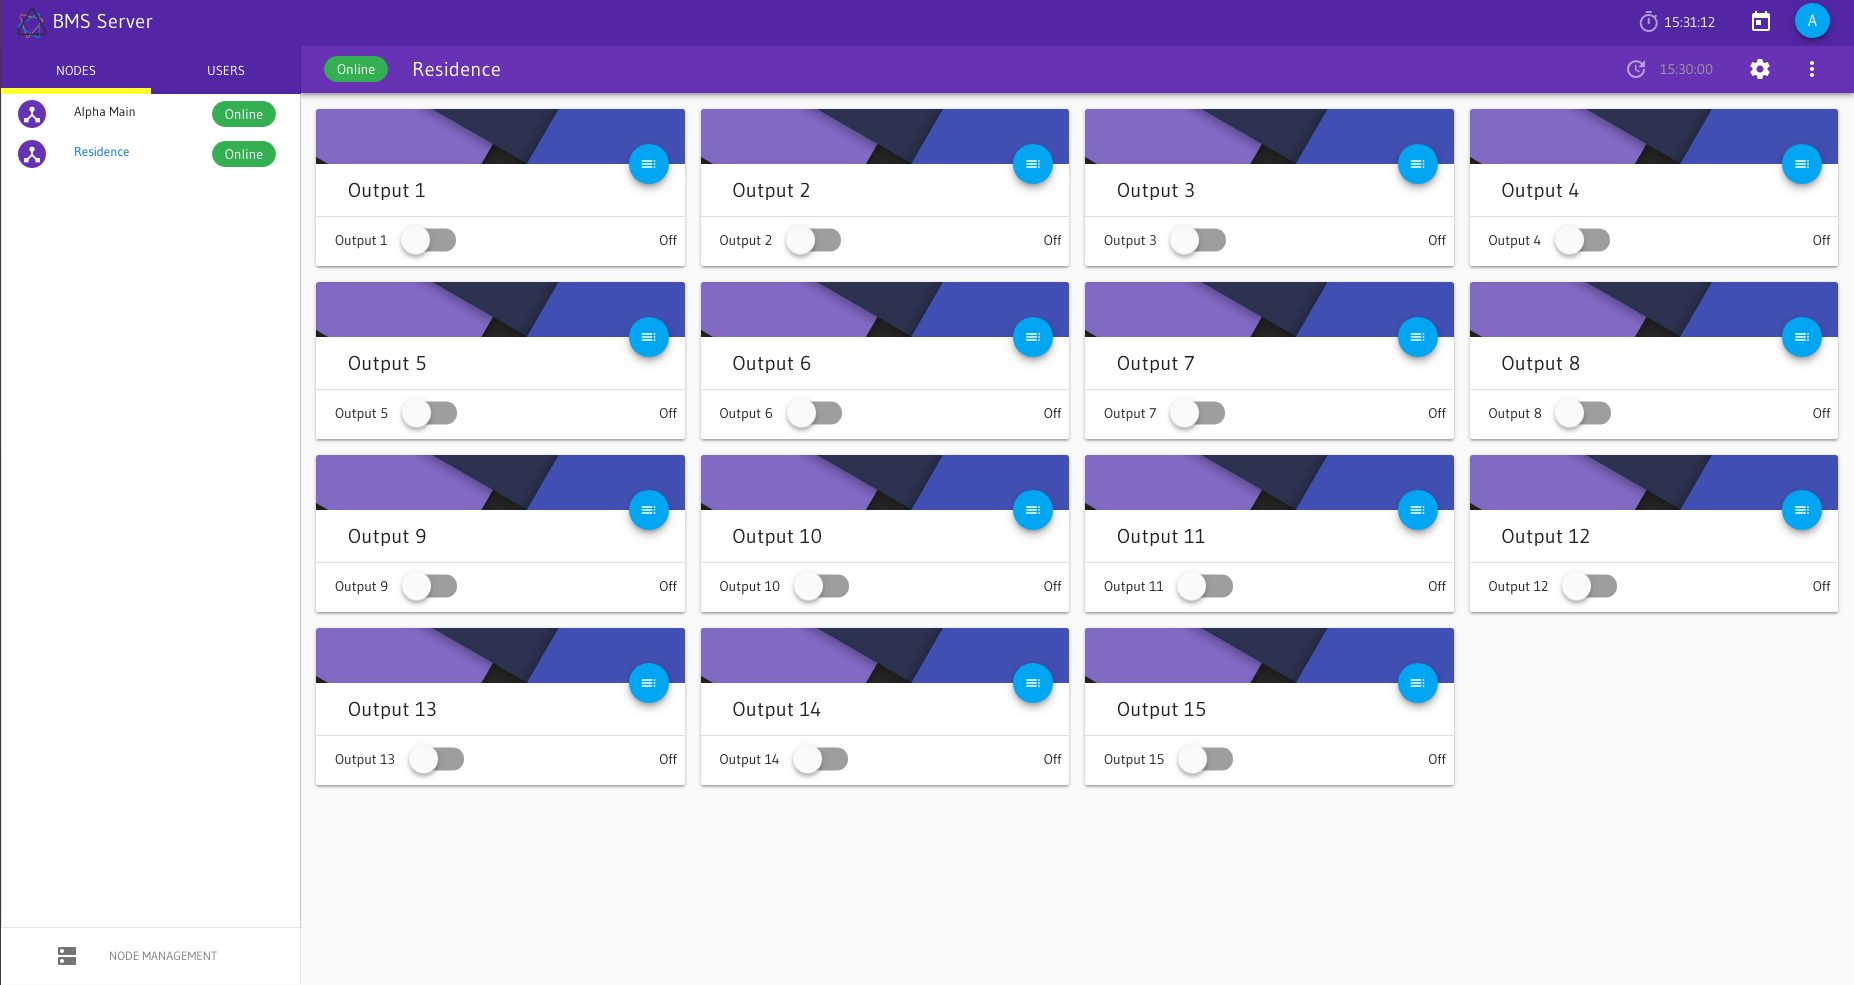 BMS Server
15:31:12
A
NODES
USERS
Online
Residence
15:30:00
Alpha Main
Online
Residence
Online
Output 1
Output 1
Off
Output 2
Output 2
Off
Output 3
Output 3
Off
Output 4
Output 4
Off
Output 5
Output 5
Off
Output 6
Output 6
Off
Output 7
Output 7
Off
Output 8
Output 8
Off
Output 9
Output 9
Off
Output 10
Output 10
Off
Output 11
Output 11
Off
Output 12
Output 12
Off
Output 13
Output 13
Off
Output 14
Output 14
Off
Output 15
Output 15
Off
NODE MANAGEMENT